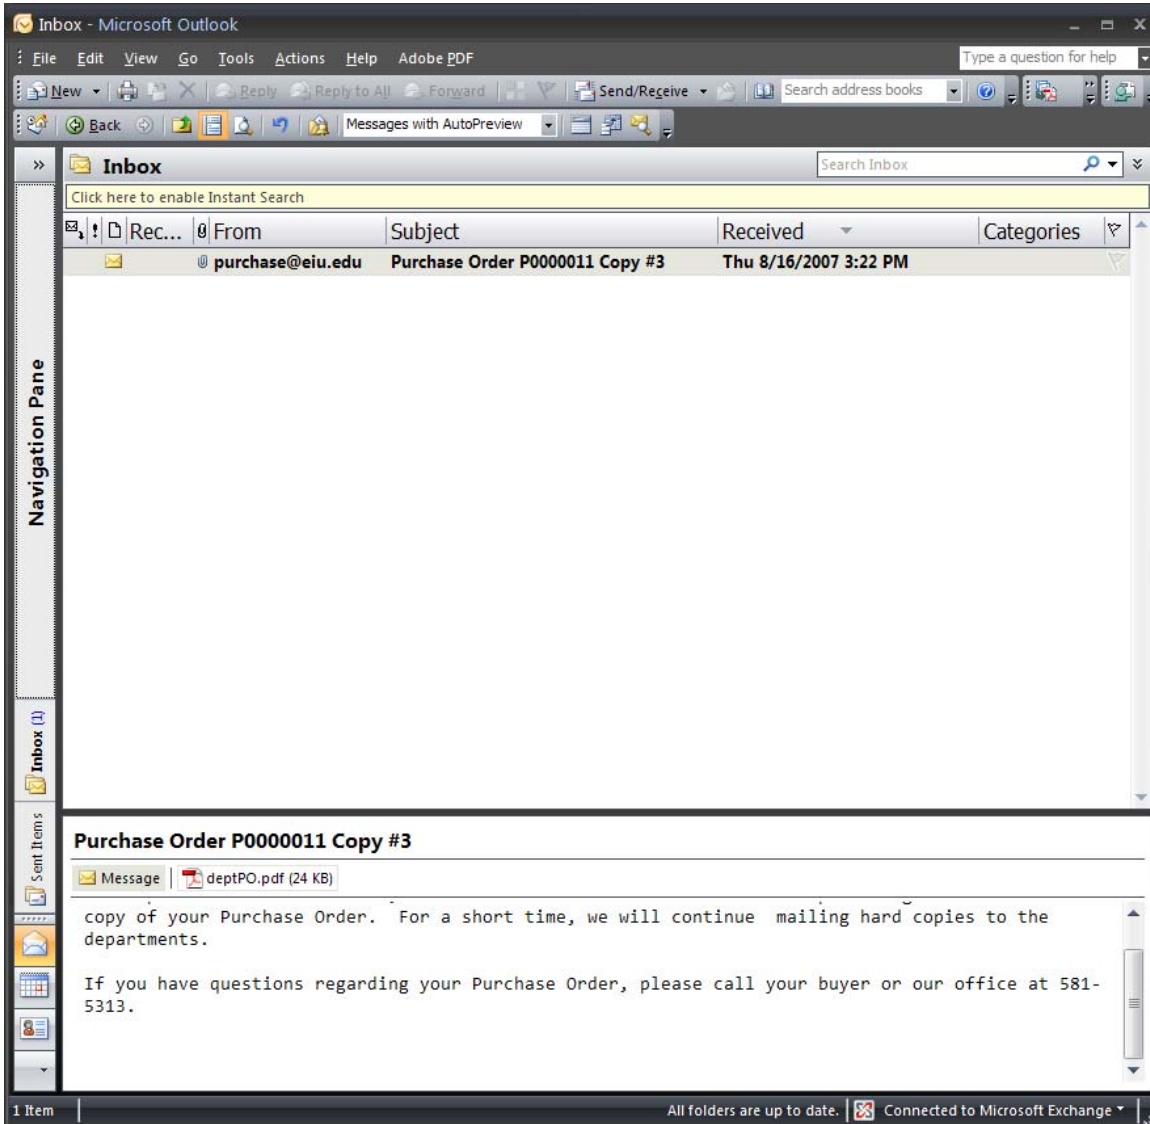 Inbox - Microsoft Outlook
File Edit View Go Tools Actions Help Adobe PDF Type a question for help
New Reply Reply to All Forward Send/Receive Search address books
Back Messages with AutoPreview
Inbox Search Inbox
Click here to enable Instant Search
! Rec... From Subject Received Categories
purchase@eiu.edu Purchase Order P0000011 Copy #3 Thu 8/16/2007 3:22 PM
Navigation Pane
Inbox (1)
Sent Items
Purchase Order P0000011 Copy #3
Message deptPO.pdf (24 KB)
copy of your Purchase Order.  For a short time, we will continue  mailing hard copies to the
departments.
If you have questions regarding your Purchase Order, please call your buyer or our office at 581-
5313.
1 Item All folders are up to date. Connected to Microsoft Exchange